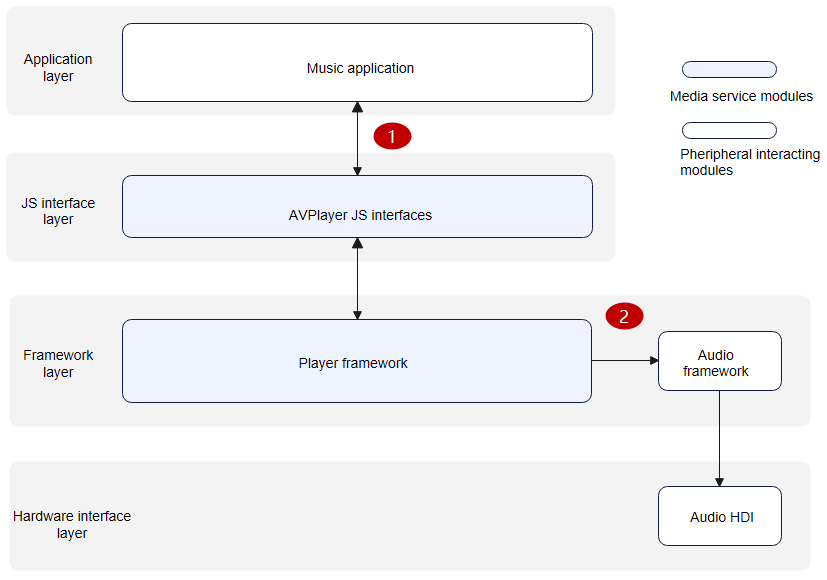 Application
layer
Music application
Media service modules
1
Pheripheral interacting
modules
JS interface
layer
AVPlayer JS interfaces
2
Framework
layer
Player framework
Audio
framework
Hardware interface
layer
Audio HDI